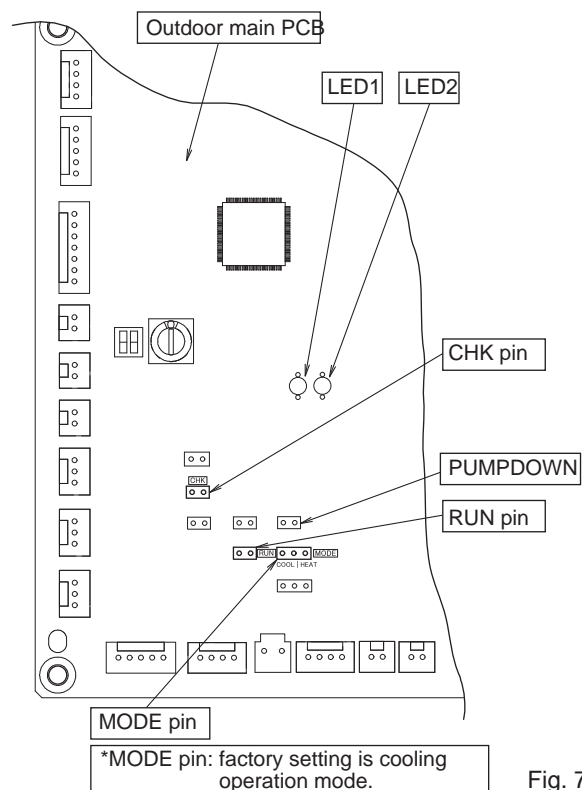 Outdoor main PCB
LED1 LED2
CHK pin
CHK
PUMPDOWN
RUN pin
RUN MODE
COOL | HEAT
MODE pin
*MODE pin: factory setting is cooling
operation mode.
Fig. 7